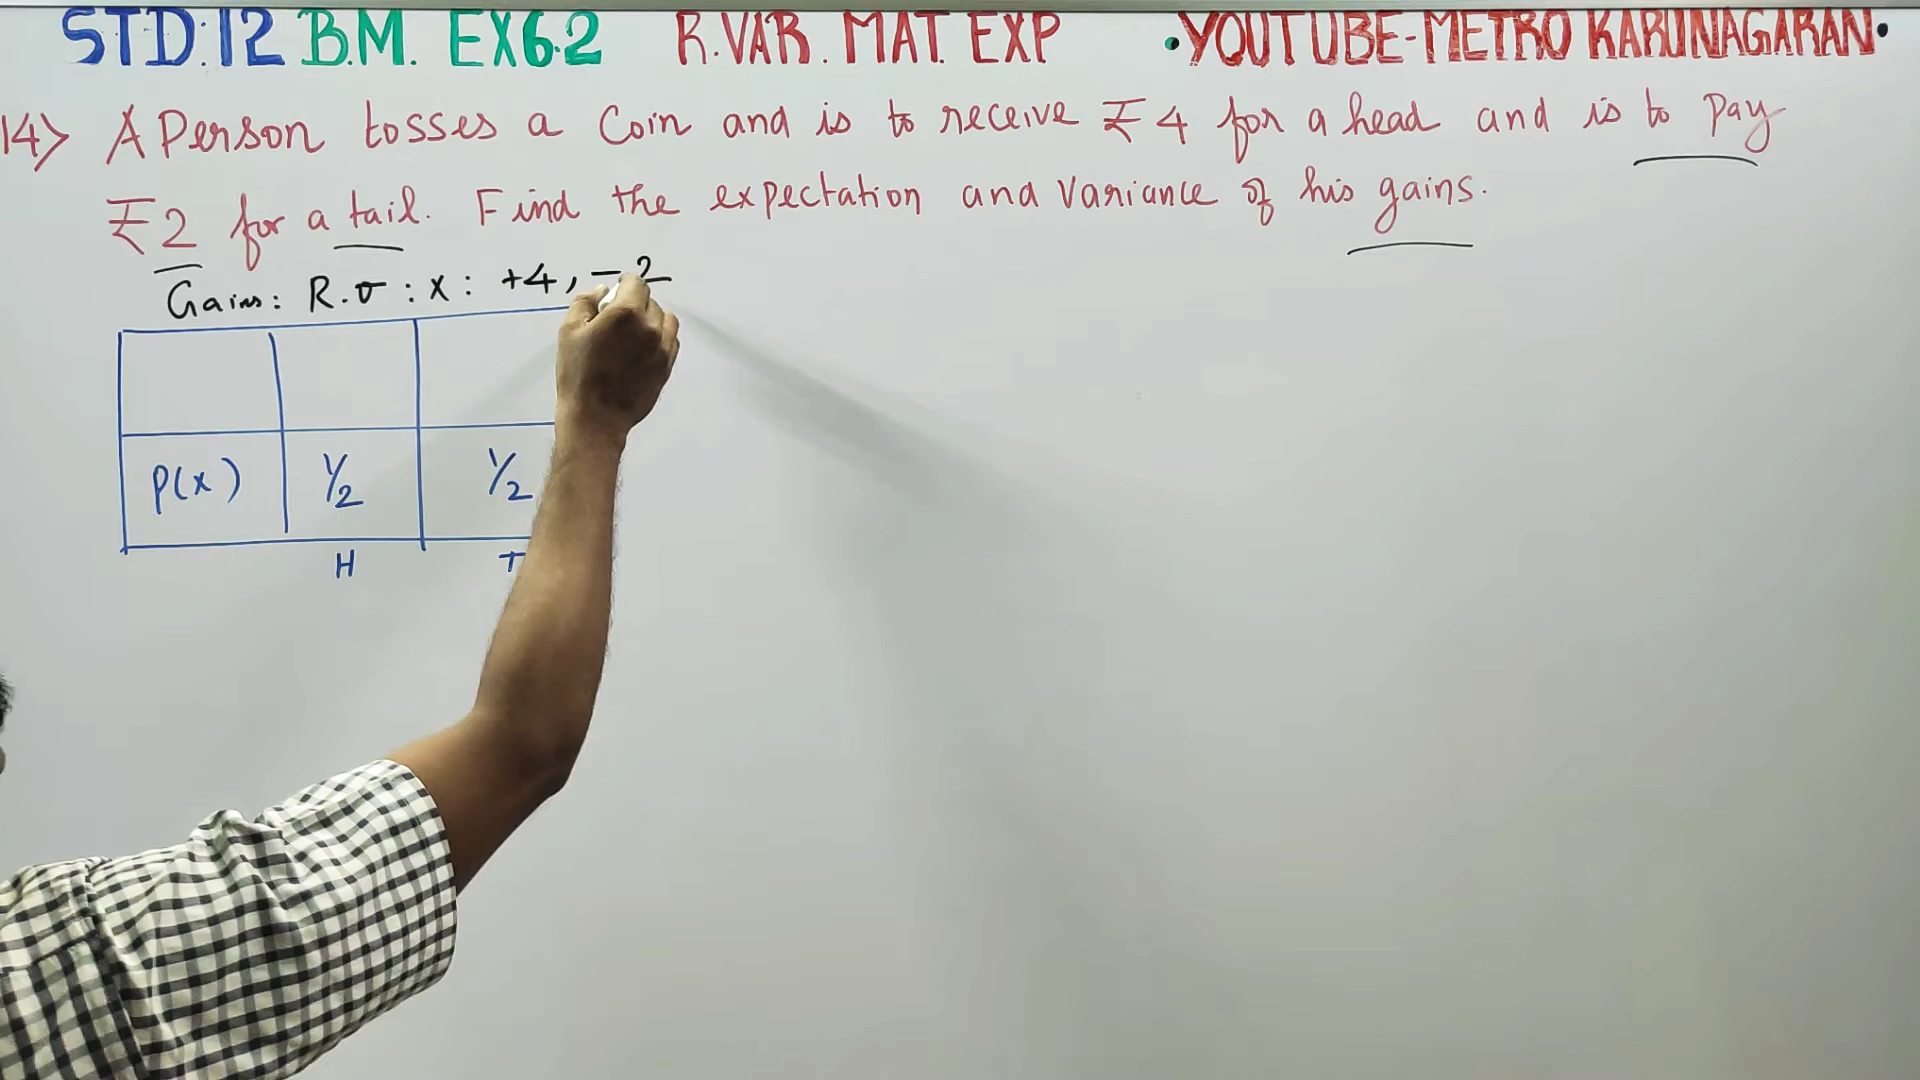 STD:12 B.M. EX6.2 R.VAR. MAT. EXP •YOUTUBE-METRO KARUNAGARAN•
14) A Person tosses a Coin and is to receive ₹4 for a head and is to pay
₹2 for a tail. Find the expectation and variance of his gains.
Gains: R.v : X : +4, -2
P(x) 1/2 1/2
H T